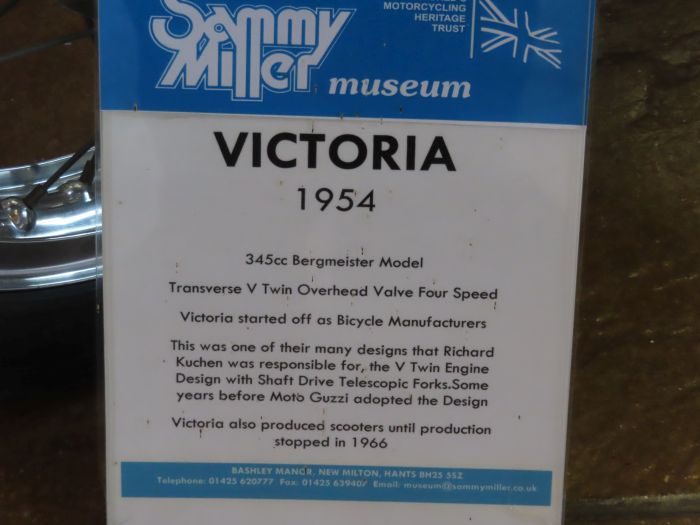 MOTORCYCLING
HERITAGE
TRUST
Sammy
Miller museum
VICTORIA
1954
345cc Bergmeister Model
Transverse V Twin Overhead Valve Four Speed
Victoria started off as Bicycle Manufacturers
This was one of their many designs that Richard
Kuchen was responsible for, the V Twin Engine
Design with Shaft Drive Telescopic Forks.Some
years before Moto Guzzi adopted the Design
Victoria also produced scooters until production
stopped in 1966
BASHLEY MANOR, NEW MILTON, HANTS BH25 5SZ
Telephone: 01425 620777 Fax: 01425 639407 Email: museum@sammymiller.co.uk